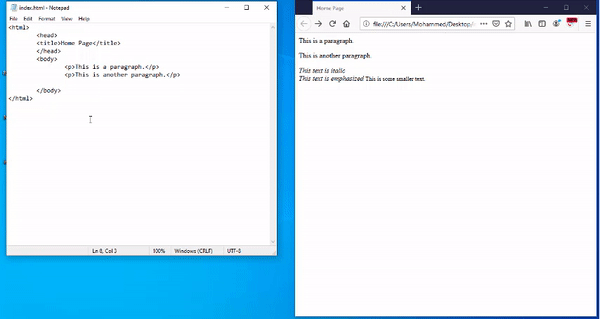 index.html - Notepad
File Edit Format View Help
<html>
<head>
<title>Home Page</title>
</head>
<body>
<p>This is a paragraph.</p>
<p>This is another paragraph.</p>
</body>
</html>
Ln 8, Col 3
100%
Windows (CRLF)
UTF-8
Home Page
file:///C:/Users/Mohammed/Desktop/
This is a paragraph.
This is another paragraph.
This text is italic
This text is emphasized This is some smaller text.